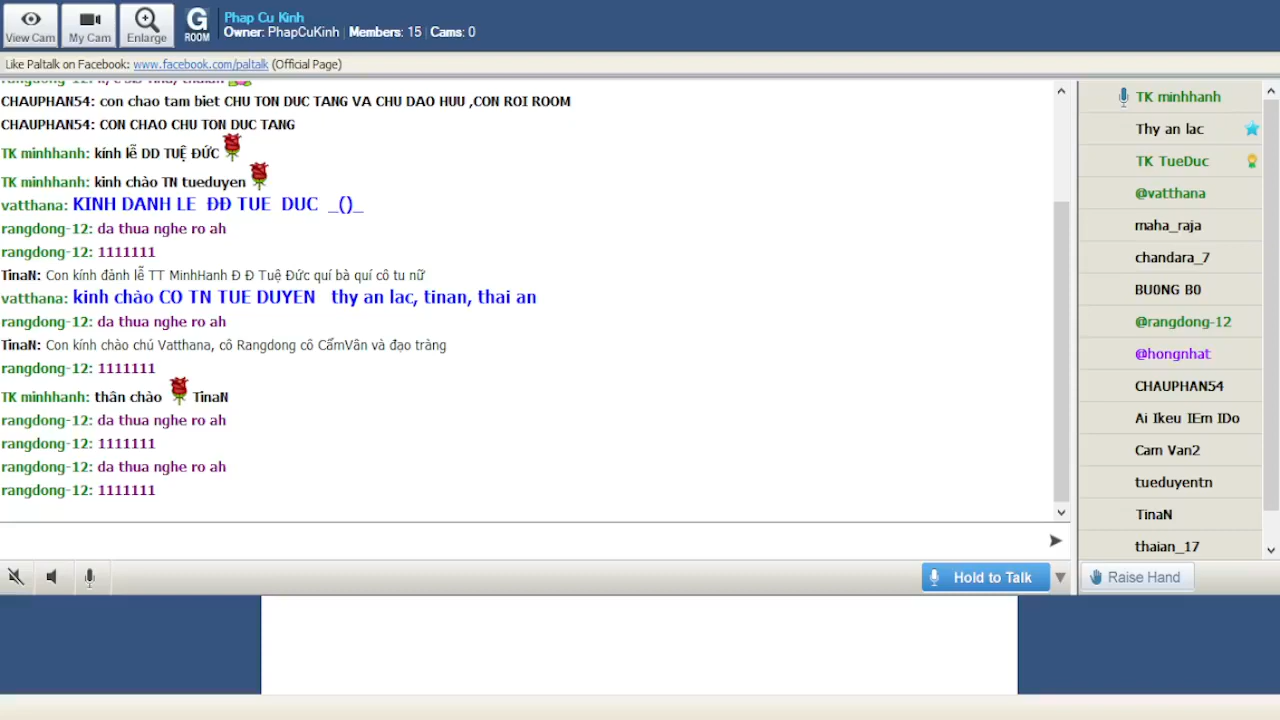 View Cam
My Cam
Enlarge
G
ROOM
Phap Cu Kinh
Owner: PhapCuKinh | Members: 15 | Cams: 0
Like Paltalk on Facebook: www.facebook.com/paltalk (Official Page)
CHAUPHAN54: con chao tam biet CHU TON DUC TANG VA CHU DAO HUU ,CON ROI ROOM
CHAUPHAN54: CON CHAO CHU TON DUC TANG
TK minhhanh: kính lễ DD TUỆ ĐỨC
TK minhhanh: kinh chào TN tueduyen
vatthana: KINH DANH LE ĐĐ TUE DUC _()_
rangdong-12: da thua nghe ro ah
rangdong-12: 1111111
TinaN: Con kính đảnh lễ TT MinhHanh Đ Đ Tuệ Đức quí bà quí cô tu nữ
vatthana: kinh chào CO TN TUE DUYEN thy an lac, tinan, thai an
rangdong-12: da thua nghe ro ah
TinaN: Con kính chào chú Vatthana, cô Rangdong cô CẩmVân và đạo tràng
rangdong-12: 1111111
TK minhhanh: thân chào TinaN
rangdong-12: da thua nghe ro ah
rangdong-12: 1111111
rangdong-12: da thua nghe ro ah
rangdong-12: 1111111
Hold to Talk
TK minhhanh
Thy an lac
TK TueDuc
@vatthana
maha_raja
chandara_7
BU0NG B0
@rangdong-12
@hongnhat
CHAUPHAN54
Ai Ikeu IEm IDo
Cam Van2
tueduyentn
TinaN
thaian_17
Raise Hand